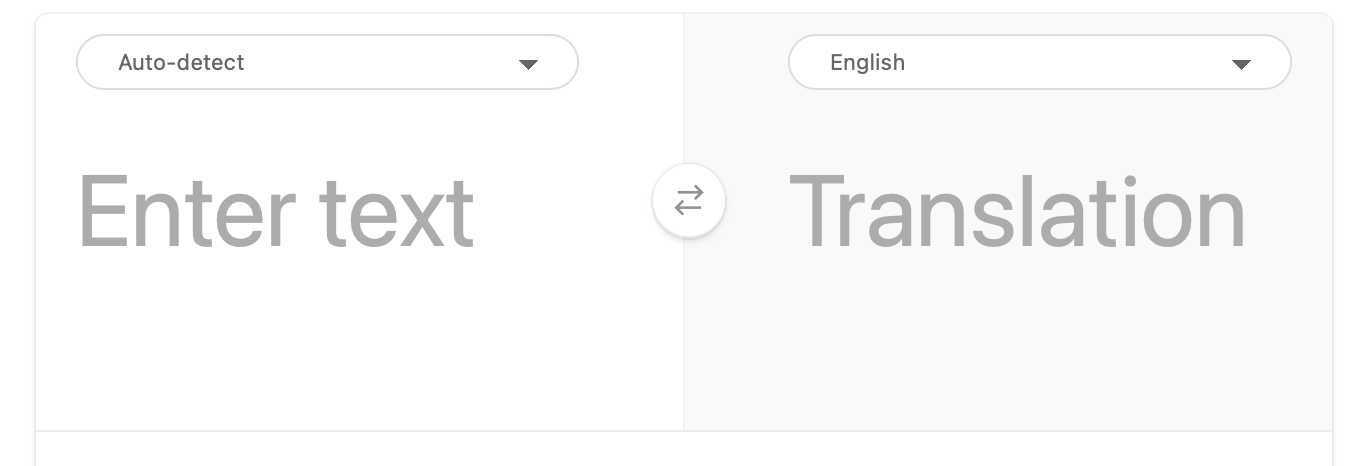 Auto-detect
English
Enter text
Translation